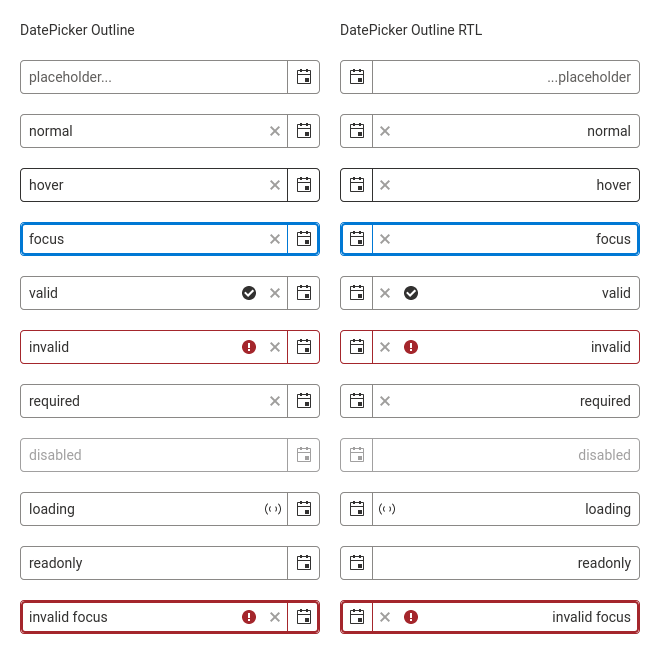 DatePicker Outline
DatePicker Outline RTL
placeholder...
...placeholder
normal
normal
hover
hover
focus
focus
valid
valid
invalid
invalid
required
required
disabled
disabled
loading
loading
readonly
readonly
invalid focus
invalid focus